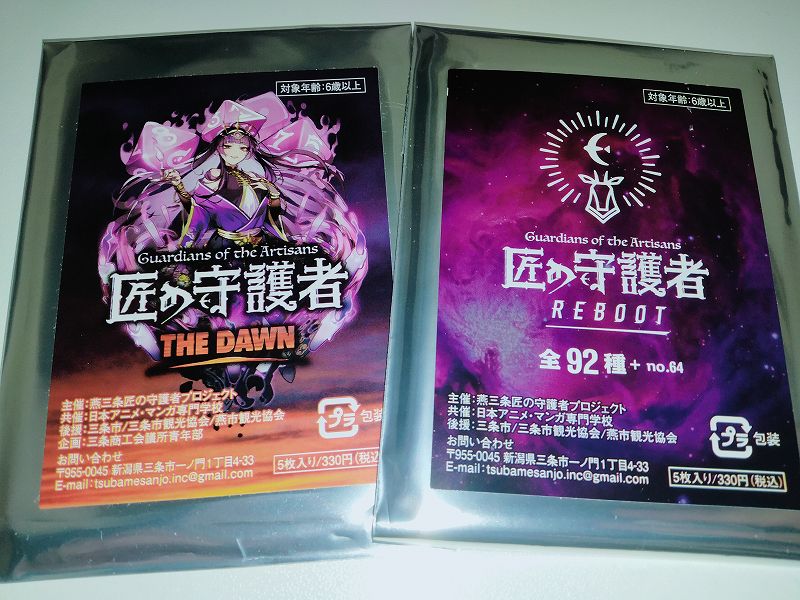 対象年齢:6歳以上
Guardians of the Artisans
匠の守護者
THE DAWN
主催:燕三条匠の守護者プロジェクト
共催:日本アニメ・マンガ専門学校
後援:三条市/三条市観光協会/燕市観光協会
企画:三条商工会議所青年部
お問い合わせ
〒955-0045 新潟県三条市一ノ門1丁目4-33
E-mail:tsubamesanjo.inc@gmail.com
プラ 包装
5枚入り/330円(税込)
対象年齢:6歳以上
Guardians of the Artisans
匠の守護者
REBOOT
全92種+ no.64
主催:燕三条匠の守護者プロジェクト
共催:日本アニメ・マンガ専門学校
後援:三条市/三条市観光協会/燕市観光協会
お問い合わせ
〒955-0045 新潟県三条市一ノ門1丁目4-33
E-mail:tsubamesanjo.inc@gmail.com
プラ 包装
5枚入り/330円(税込)